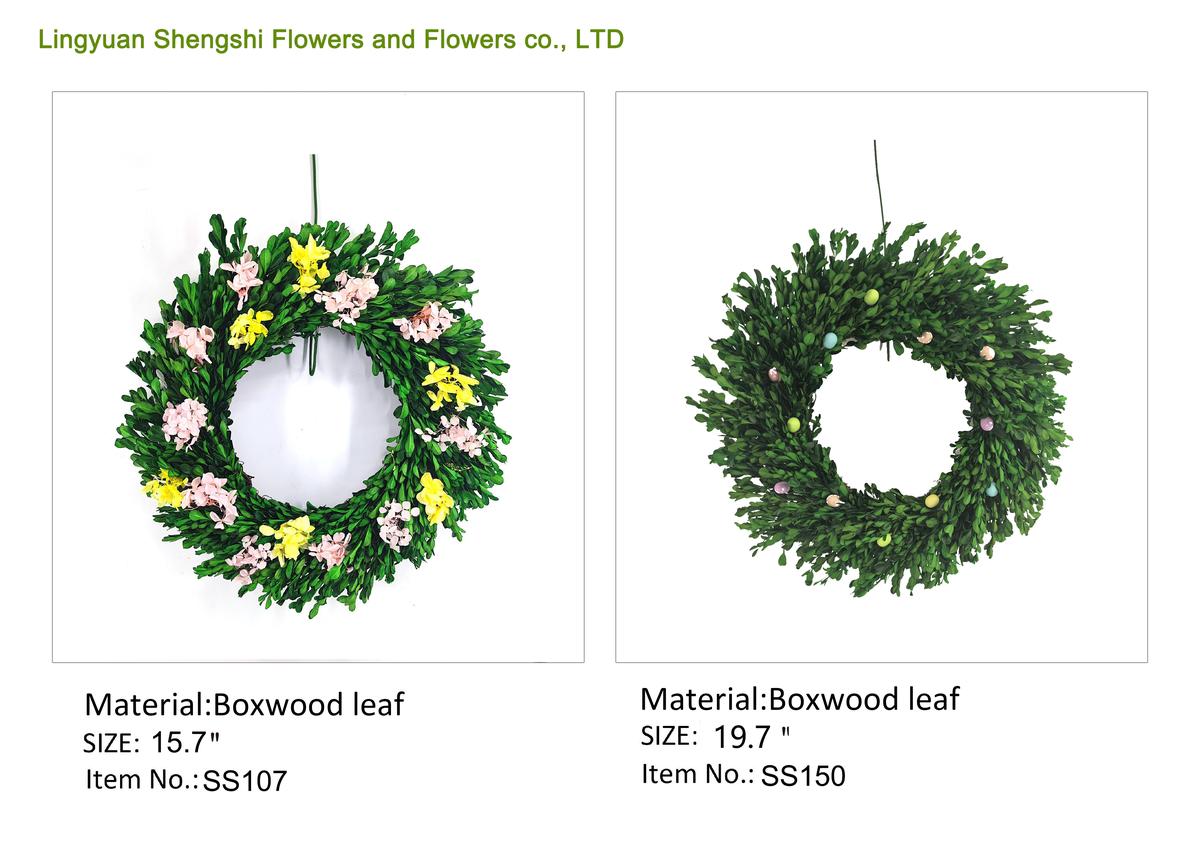 Lingyuan Shengshi Flowers and Flowers co., LTD
Material:Boxwood leaf
SIZE: 15.7"
Item No.:SS107
Material:Boxwood leaf
SIZE: 19.7 "
Item No.: SS150